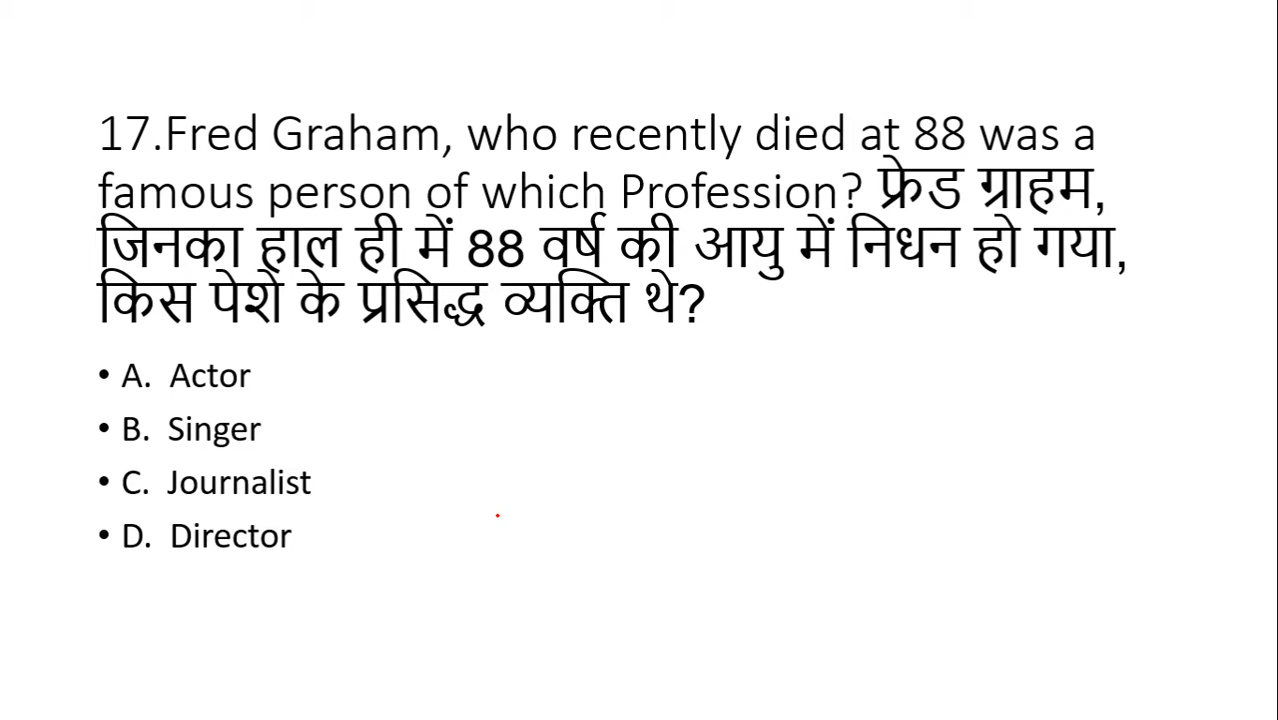 17.Fred Graham, who recently died at 88 was a
famous person of which Profession? फ्रेड ग्राहम,
जिनका हाल ही में 88 वर्ष की आयु में निधन हो गया,
किस पेशे के प्रसिद्ध व्यक्ति थे?
• A. Actor
• B. Singer
• C. Journalist
• D. Director